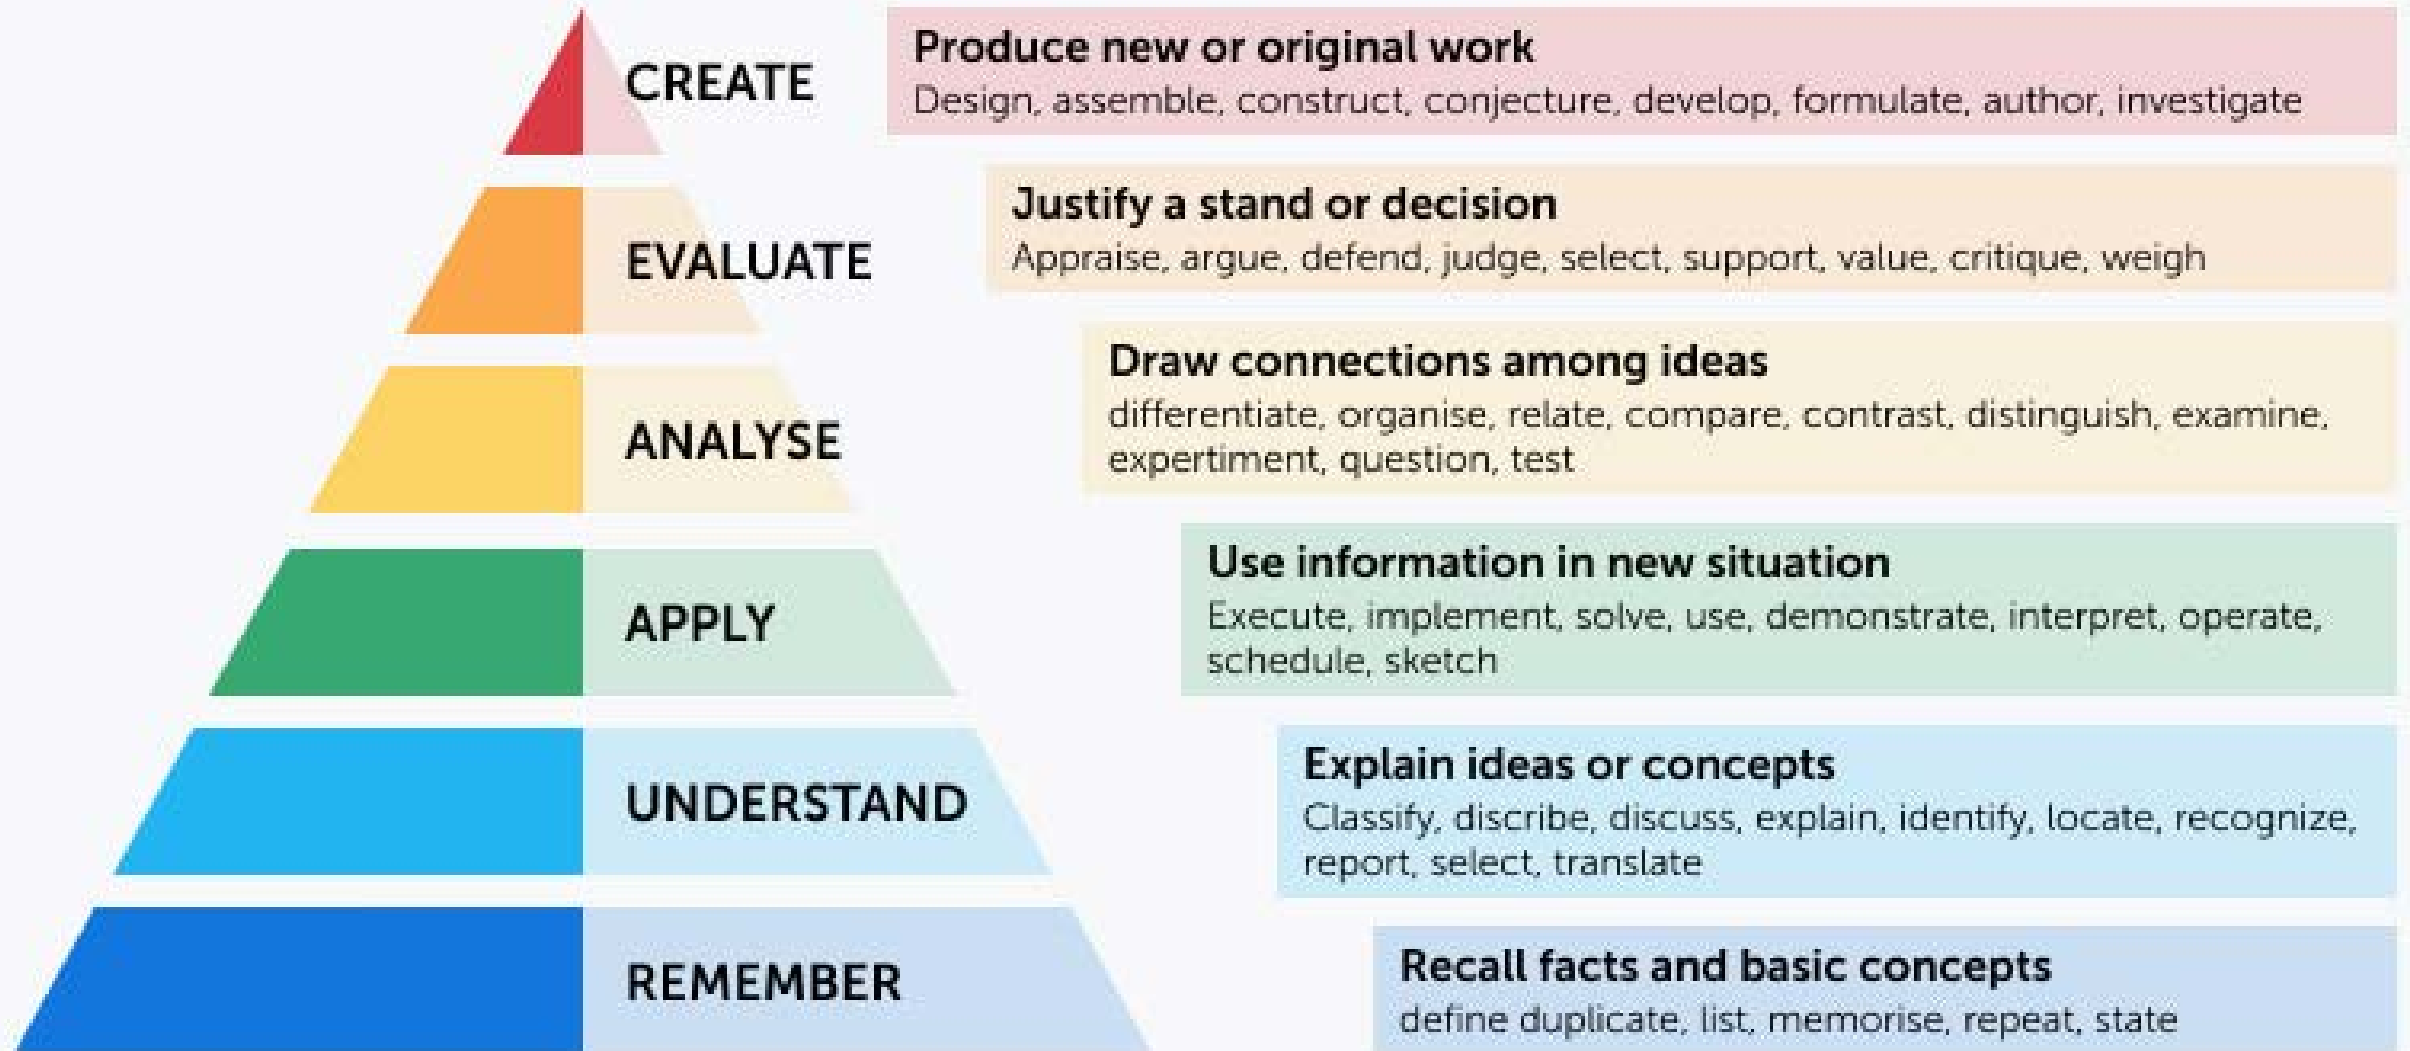 CREATE
Produce new or original work
Design, assemble, construct, conjecture, develop, formulate, author, investigate
EVALUATE
Justify a stand or decision
Appraise, argue, defend, judge, select, support, value, critique, weigh
ANALYSE
Draw connections among ideas
differentiate, organise, relate, compare, contrast, distinguish, examine,
expertiment, question, test
APPLY
Use information in new situation
Execute, implement, solve, use, demonstrate, interpret, operate,
schedule, sketch
UNDERSTAND
Explain ideas or concepts
Classify, discribe, discuss, explain, identify, locate, recognize,
report, select, translate
REMEMBER
Recall facts and basic concepts
define duplicate, list, memorise, repeat, state